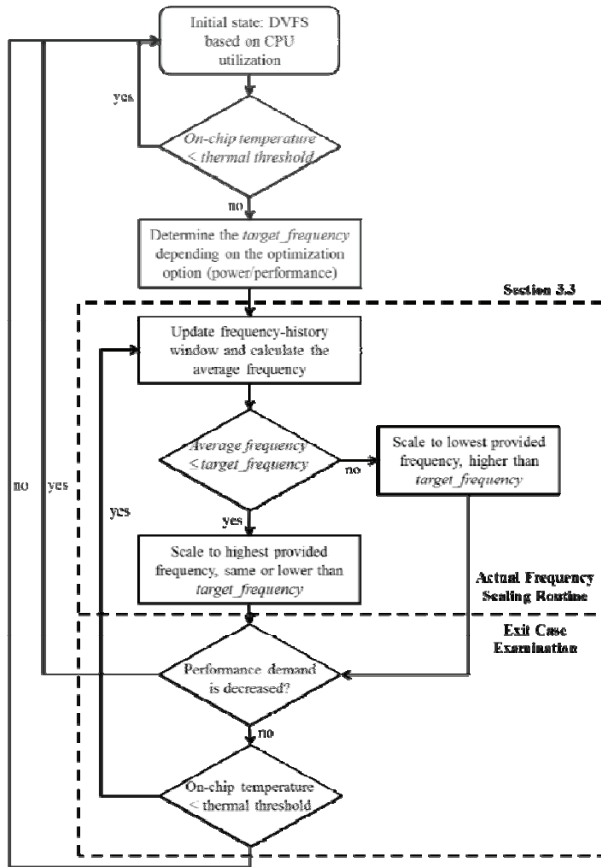 Initial state: DVFS
based on CPU
utilization
yes
On-chip temperature
< thermal threshold
no
Determine the target_frequency
depending on the optimization
option (power/performance)
Section 3.3
Update frequency-history
window and calculate the
average frequency
Average frequency
≤ target_frequency
no
Scale to lowest provided
frequency, higher than
target_frequency
no
yes
yes
yes
Scale to highest provided
frequency, same or lower than
target_frequency
Actual Frequency
Scaling Routine
Exit Case
Examination
Performance demand
is decreased?
no
On-chip temperature
< thermal threshold